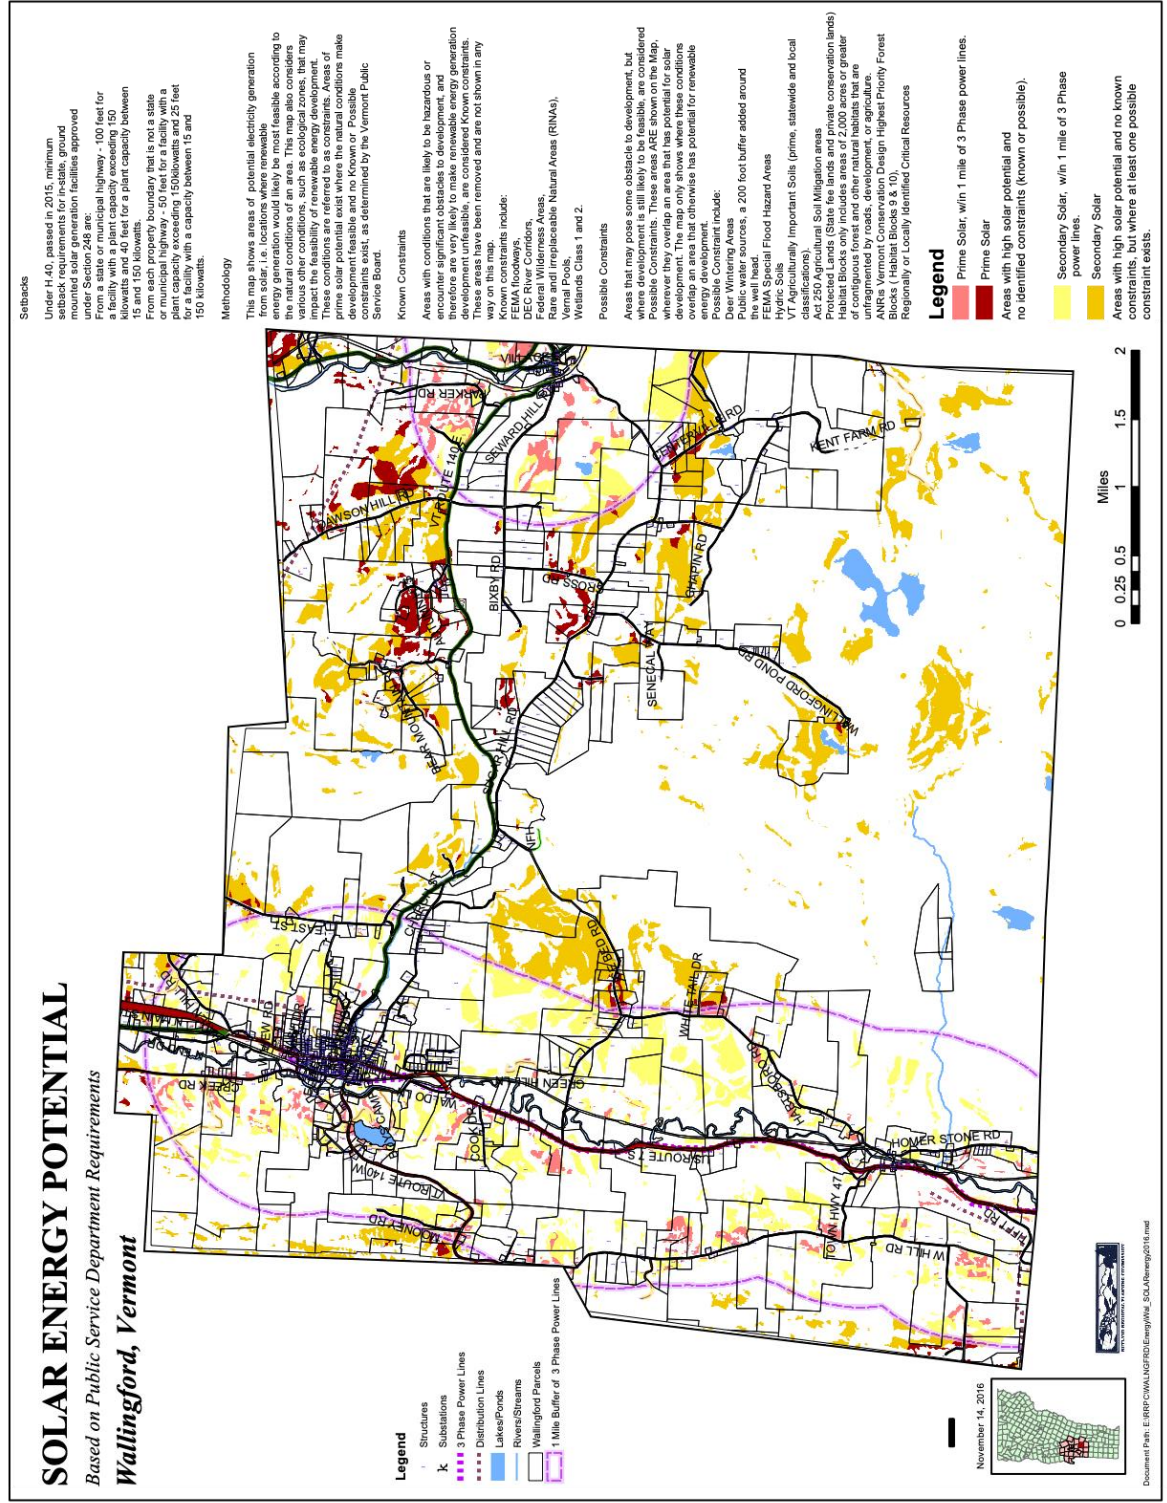 SOLAR ENERGY POTENTIAL
Based on Public Service Department Requirements
Wallingford, Vermont
Setbacks
Under H.40, passed in 2015, minimum
setback requirements for in-state, ground
mounted solar generation facilities approved
under Section 248 are:
From a state or municipal highway - 100 feet for
a facility with a plant capacity exceeding 150
kilowatts and 40 feet for a plant capacity between
15 and 150 kilowatts.
From each property boundary that is not a state
or municipal highway - 50 feet for a facility with a
plant capacity exceeding 150kilowatts and 25 feet
for a facility with a capacity between 15 and
150 kilowatts.
Methodology
This map shows areas of potential electricity generation
from solar, i.e. locations where renewable
energy generation would likely be most feasible according to
the natural conditions of an area. This map also considers
various other conditions, such as ecological zones, that may
impact the feasibility of renewable energy development.
These conditions are referred to as constraints. Areas of
prime solar potential exist where the natural conditions make
development feasible and no Known or Possible
constraints exist, as determined by the Vermont Public
Service Board.
Known Constraints
Areas with conditions that are likely to be hazardous or
encounter significant obstacles to development, and
therefore are very likely to make renewable energy generation
development unfeasible, are considered Known constraints.
These areas have been removed and are not shown in any
way on this map.
Known constraints include:
FEMA floodways,
DEC River Corridors,
Federal Wilderness Areas,
Rare andl irreplaceable Natural Areas (RINAs),
Vernal Pools,
Wetlands Class 1 and 2.
Possible Constraints
Areas that may pose some obstacle to development, but
where development is still likely to be feasible, are considered
Possible Constraints. These areas ARE shown on the Map,
wherever they overlap an area that has potential for solar
development. The map only shows where these conditions
overlap an area that otherwise has potential for renewable
energy development.
Possible Constraint include:
Deer Wintering Areas
Public water sources, a 200 foot buffer added around
the well head.
FEMA Special Flood Hazard Areas
Hydric Soils
VT Agriculturally Important Soils (prime, statewide and local
classifications).
Act 250 Agricultural Soil Mitigation areas
Protected Lands (State fee lands and private conservation lands)
Habitat Blocks only includes areas of 2,000 acres or greater
of contiguous forest and other natural habitats that are
unfragmented by roads, development, or agriculture.
ANRis Vermont Conservation Design Highest Priority Forest
Blocks ( Habitat Blocks 9 & 10),
Regionally or Locally Identified Critical Resources
Legend
Prime Solar, w/in 1 mile of 3 Phase power lines.
Prime Solar
Areas with high solar potential and
no identified constraints (known or possible).
Secondary Solar, w/in 1 mile of 3 Phase
power lines.
Secondary Solar
Areas with high solar potential and no known
constraints, but where at least one possible
constraint exists.
PARKER RD
SEWARD HILL
VT ROUTE 140 E
DAWSON HILL RD
CENTERVILLE RD
KENT FARM RD
BIXBY RD
CROSS RD
CHAPIN RD
SENECAL WAY
WALLINGFORD POND RD
BEAR MOUNTAIN
SUGAR HILL RD
NFH
CHURCH ST
EAST ST
ICE BED RD
WHITE TAIL DR
HARTSBORO RD
N MAIN ST
CREEK RD
GREEN HILL
WALDO LN
COOK DR
VT ROUTE 140 W
MOONEY RD
US ROUTE 7 S
HOMER STONE RD
TOWN HWY 47
W HILL RD
HFFT RD
0 0.25 0.5 1 1.5 2
Miles
Legend
Structures
k Substations
3 Phase Power Lines
Distribution Lines
Lakes/Ponds
Rivers/Streams
Wallingford Parcels
1 Mile Buffer of 3 Phase Power Lines
November 14, 2016
Document Path: E:\RRPC\WALNGFRD\Energy\Wal_SOLARenergy2016.mxd